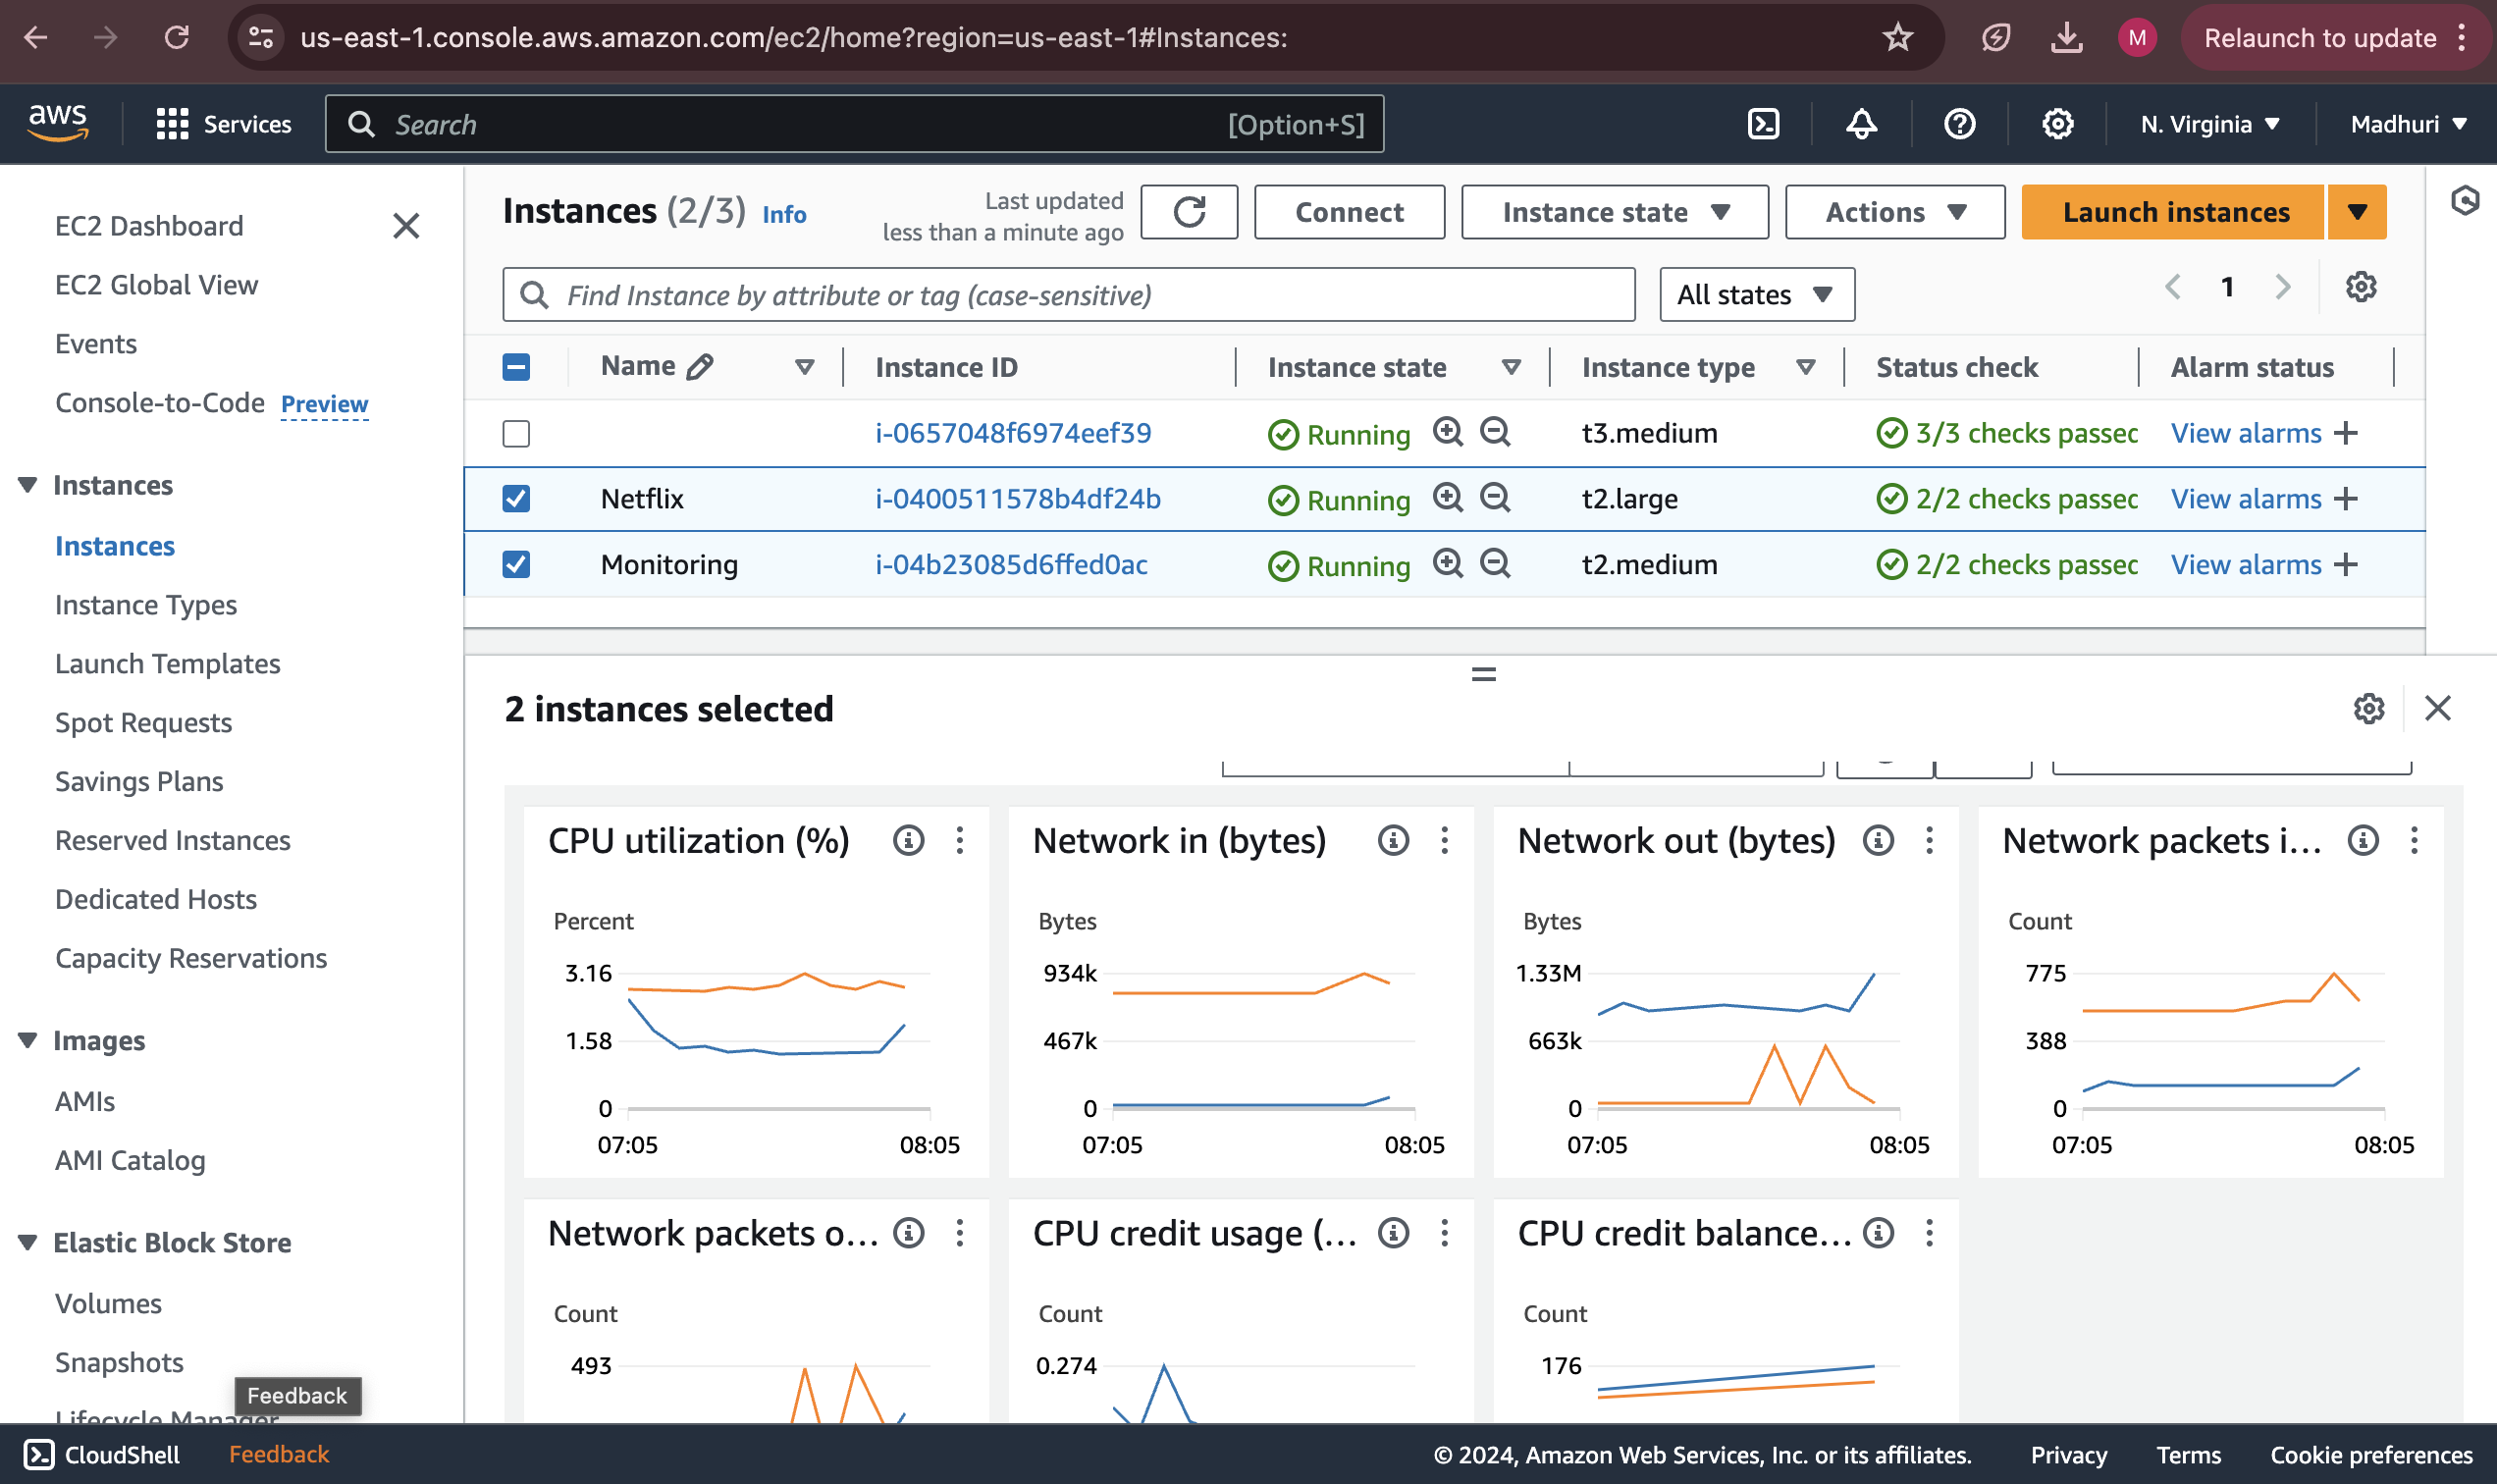 us-east-1.console.aws.amazon.com/ec2/home?region=us-east-1#Instances:
M
Relaunch to update
aws
Services
Search
[Option+S]
N. Virginia
Madhuri
EC2 Dashboard
EC2 Global View
Events
Console-to-Code Preview
Instances
Instances
Instance Types
Launch Templates
Spot Requests
Savings Plans
Reserved Instances
Dedicated Hosts
Capacity Reservations
Images
AMIs
AMI Catalog
Elastic Block Store
Volumes
Snapshots
Lifecycle Manager
Feedback
Instances (2/3) Info
Last updated
less than a minute ago
Connect
Instance state
Actions
Launch instances
Find Instance by attribute or tag (case-sensitive)
All states
1
Name Instance ID Instance state Instance type Status check Alarm status
i-0657048f6974eef39 Running t3.medium 3/3 checks passec View alarms +
Netflix i-0400511578b4df24b Running t2.large 2/2 checks passec View alarms +
Monitoring i-04b23085d6ffed0ac Running t2.medium 2/2 checks passec View alarms +
2 instances selected
CPU utilization (%)
Percent
3.16
1.58
0
07:05 08:05
Network in (bytes)
Bytes
934k
467k
0
07:05 08:05
Network out (bytes)
Bytes
1.33M
663k
0
07:05 08:05
Network packets i...
Count
775
388
0
07:05 08:05
Network packets o...
Count
493
CPU credit usage (...
Count
0.274
CPU credit balance...
Count
176
CloudShell
Feedback
© 2024, Amazon Web Services, Inc. or its affiliates.
Privacy
Terms
Cookie preferences